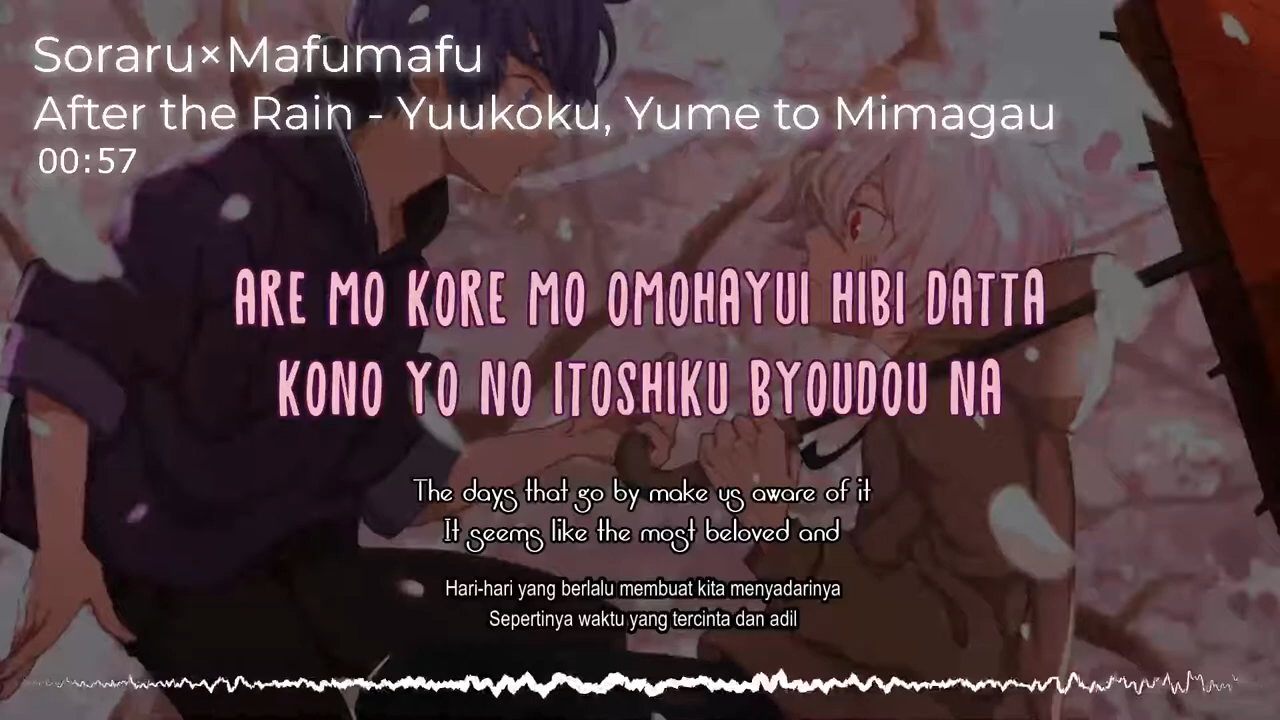 Soraru×Mafumafu
After the Rain - Yuukoku, Yume to Mimagau
00:57
ARE MO KORE MO OMOHAYUI HIBI DATTA
KONO YO NO ITOSHIKU BYOUDOU NA
The days that go by make us aware of it
It seems like the most beloved and
Hari-hari yang berlalu membuat kita menyadarinya
Sepertinya waktu yang tercinta dan adil